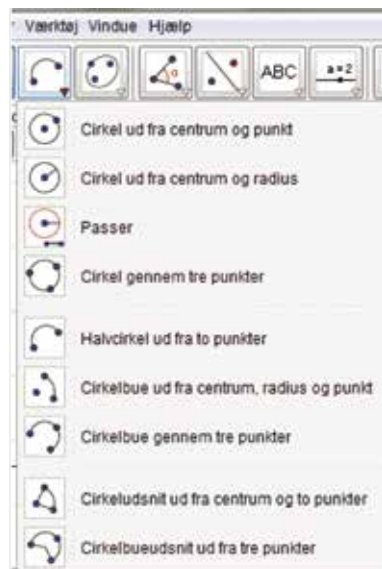 Værktøj Vindue Hjælp
α ABC a=2
Cirkel ud fra centrum og punkt
Cirkel ud fra centrum og radius
Passer
Cirkel gennem tre punkter
Halvcirkel ud fra to punkter
Cirkelbue ud fra centrum, radius og punkt
Cirkelbue gennem tre punkter
Cirkeludsnit ud fra centrum og to punkter
Cirkelbueudsnit ud fra tre punkter